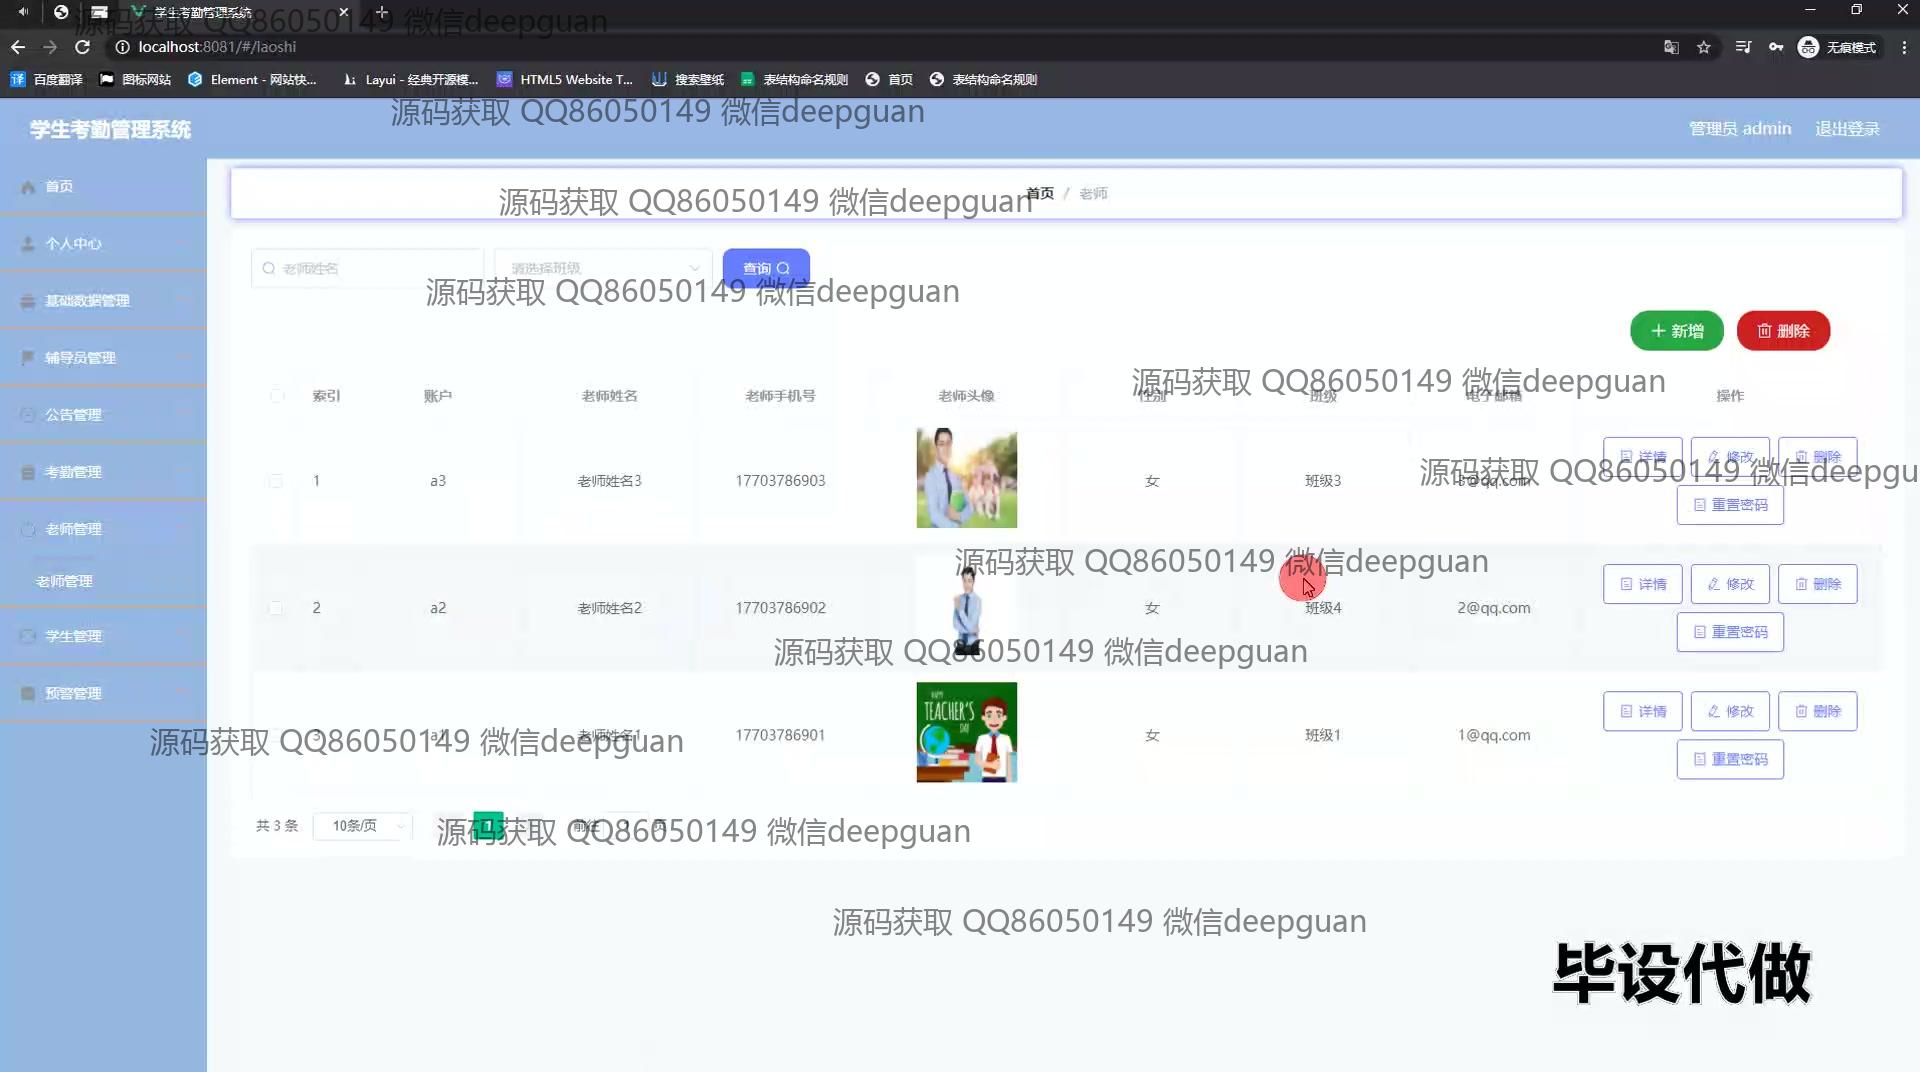 学生考勤管理系统
源码获取 QQ86050149 微信deepguan
localhost:8081/#/laoshi
无痕模式
百度翻译 图标网站 Element - 网站快... Layui - 经典开源模... HTML5 Website T... 搜索壁纸 表结构命名规则 首页 表结构命名规则
源码获取 QQ86050149 微信deepguan
学生考勤管理系统
管理员 admin 退出登录
首页
个人中心
基础数据管理
辅导员管理
公告管理
考勤管理
老师管理
老师管理
学生管理
预警管理
首页 / 老师
源码获取 QQ86050149 微信deepguan
老师姓名 请选择班级 查询
源码获取 QQ86050149 微信deepguan
新增 删除
源码获取 QQ86050149 微信deepguan
索引 账户 老师姓名 老师手机号 老师头像 性别 班级 电子邮箱 操作
1 a3 老师姓名3 17703786903 女 班级3 3@qq.com 详情 修改 删除
重置密码
源码获取 QQ86050149 微信deepgu
源码获取 QQ86050149 微信deepguan
2 a2 老师姓名2 17703786902 女 班级4 2@qq.com 详情 修改 删除
重置密码
源码获取 QQ86050149 微信deepguan
TEACHER'S
DAY
3 a1 老师姓名1 17703786901 女 班级1 1@qq.com 详情 修改 删除
重置密码
源码获取 QQ86050149 微信deepguan
共 3 条 10条/页 1 前往 1 页
源码获取 QQ86050149 微信deepguan
源码获取 QQ86050149 微信deepguan
毕设代做